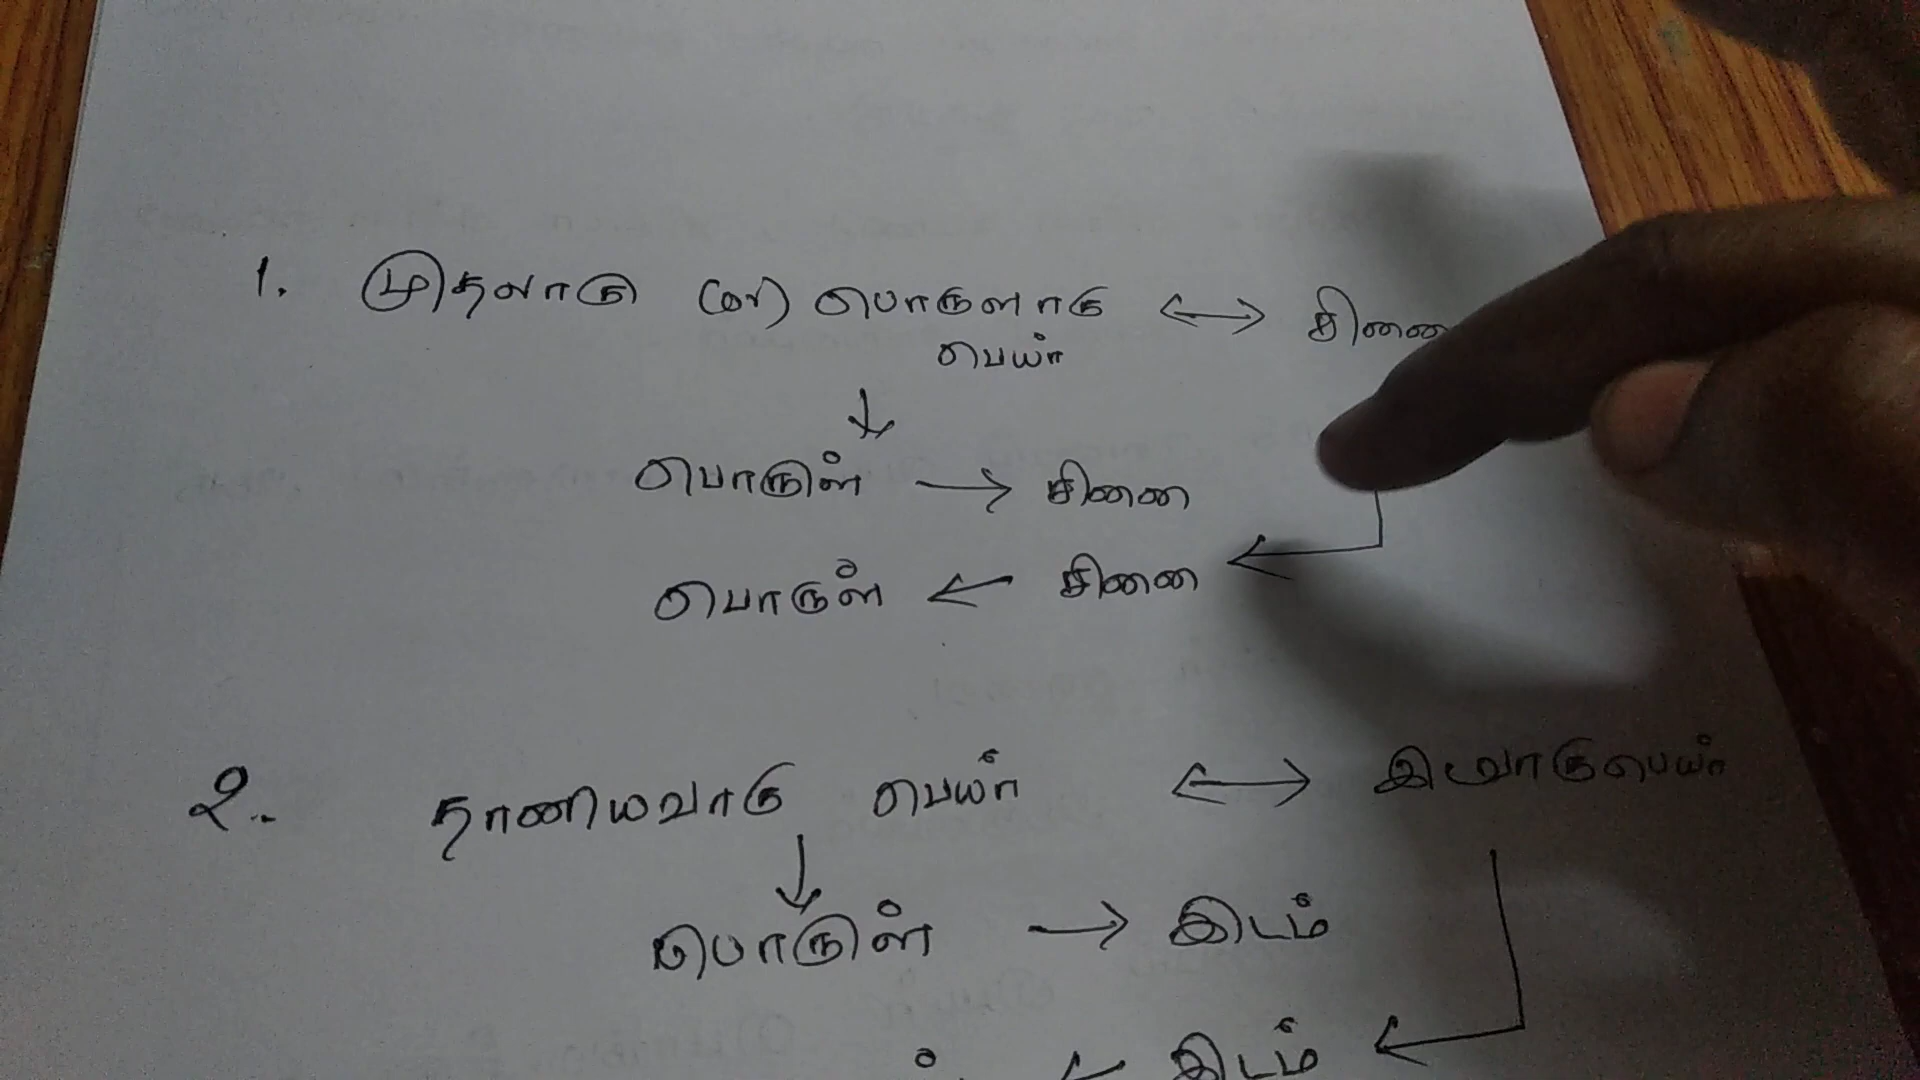 1. முதலாகு (or) பொருளாகு ↔ சினை
பெயர்
↓
பொருள் → சினை
பொருள் ← சினை ←
2. தானியவாகு பெயர் ↔ இடவாகுபெயர்
↓
பொருள் → இடம்
← இடம் ←